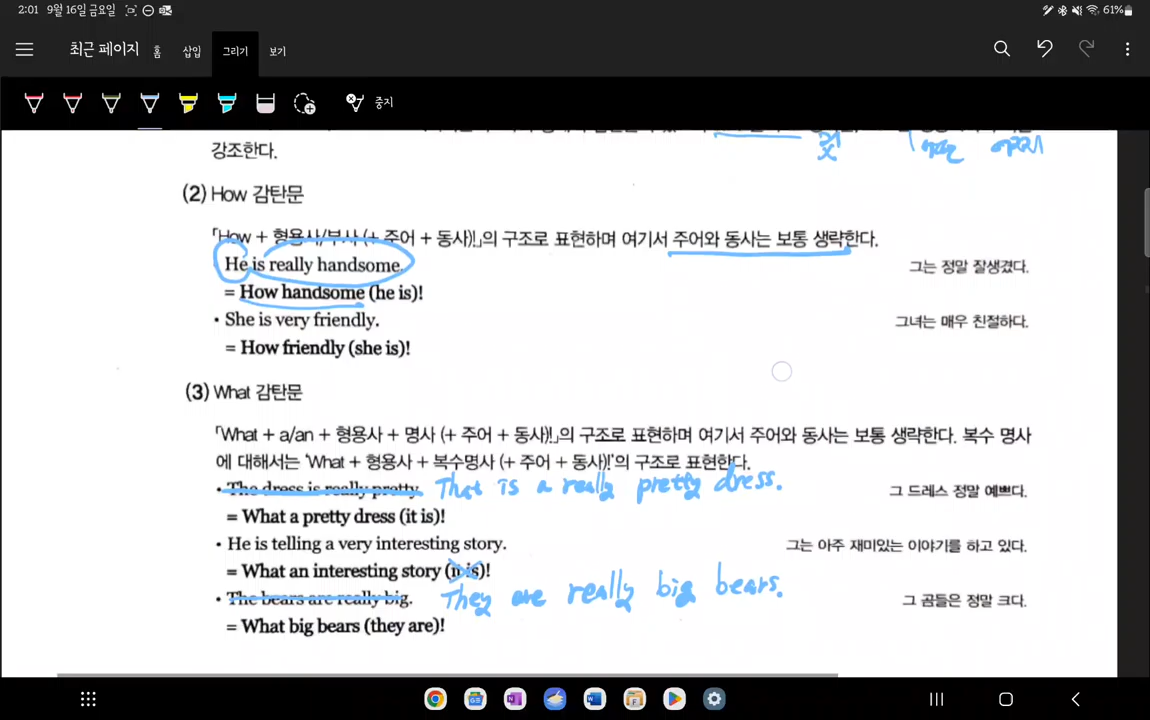 2:01 9월 16일 금요일 61%
최근 페이지 홈 삽입 그리기 보기
중지
강조한다.
(2) How 감탄문
「How + 형용사/부사 (+ 주어 + 동사)!」의 구조로 표현하며 여기서 주어와 동사는 보통 생략한다.
He is really handsome. 그는 정말 잘생겼다.
= How handsome (he is)!
• She is very friendly. 그녀는 매우 친절하다.
= How friendly (she is)!
(3) What 감탄문
「What + a/an + 형용사 + 명사 (+ 주어 + 동사)!」의 구조로 표현하며 여기서 주어와 동사는 보통 생략한다. 복수 명사
에 대해서는 'What + 형용사 + 복수명사 (+ 주어 + 동사)!'의 구조로 표현한다.
• The dress is really pretty. That is a really pretty dress. 그 드레스 정말 예쁘다.
= What a pretty dress (it is)!
• He is telling a very interesting story. 그는 아주 재미있는 이야기를 하고 있다.
= What an interesting story (it is)!
• The bears are really big. They are really big bears. 그 곰들은 정말 크다.
= What big bears (they are)!